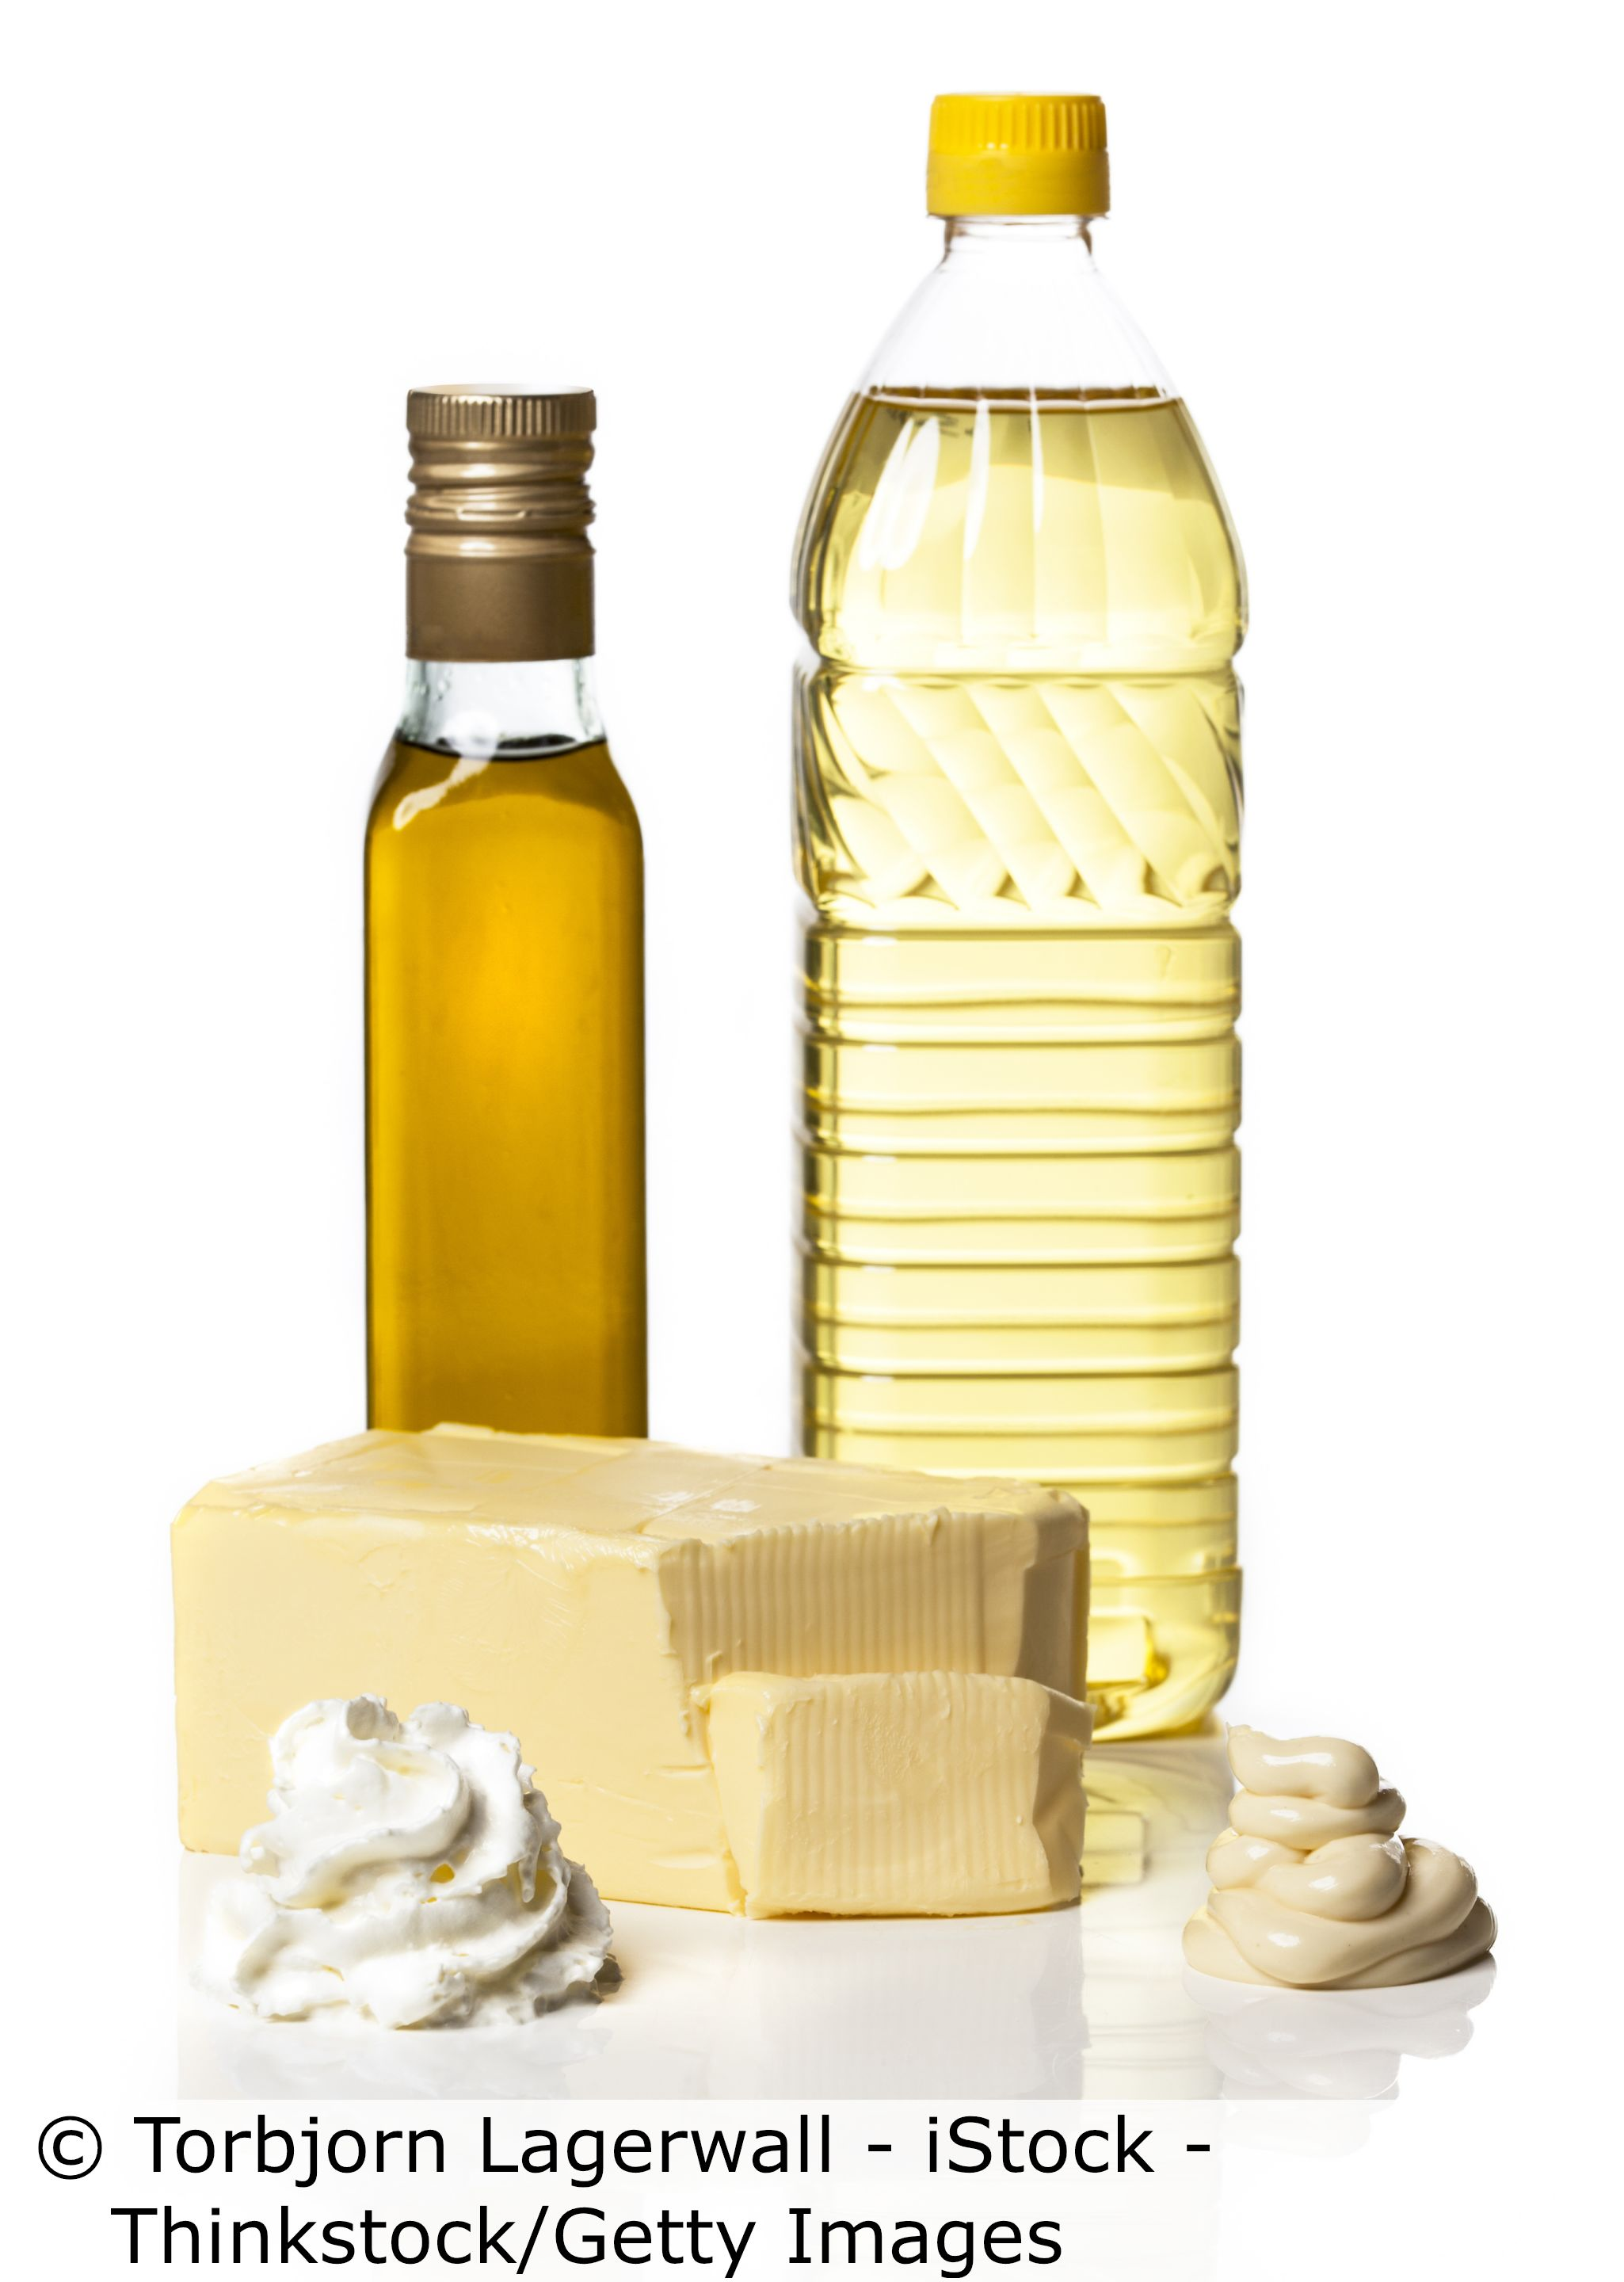 © Torbjorn Lagerwall - iStock -
Thinkstock/Getty Images